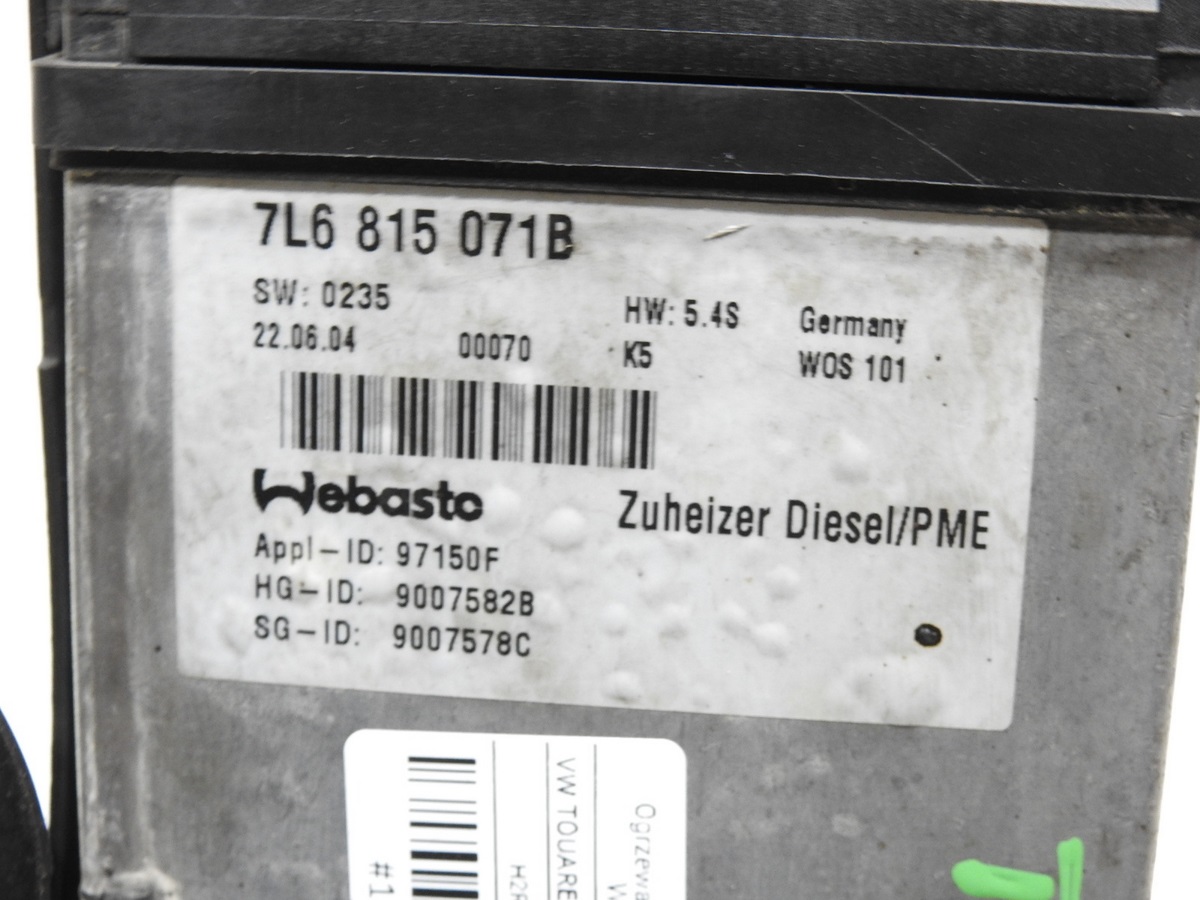 7L6 815 071B
SW: 0235 HW: 5.4S Germany
22.06.04 00070 K5 WOS 101
Webasto Zuheizer Diesel/PME
Appl-ID: 97150F
HG-ID: 9007582B
SG-ID: 9007578C
VW TOUARE
#1